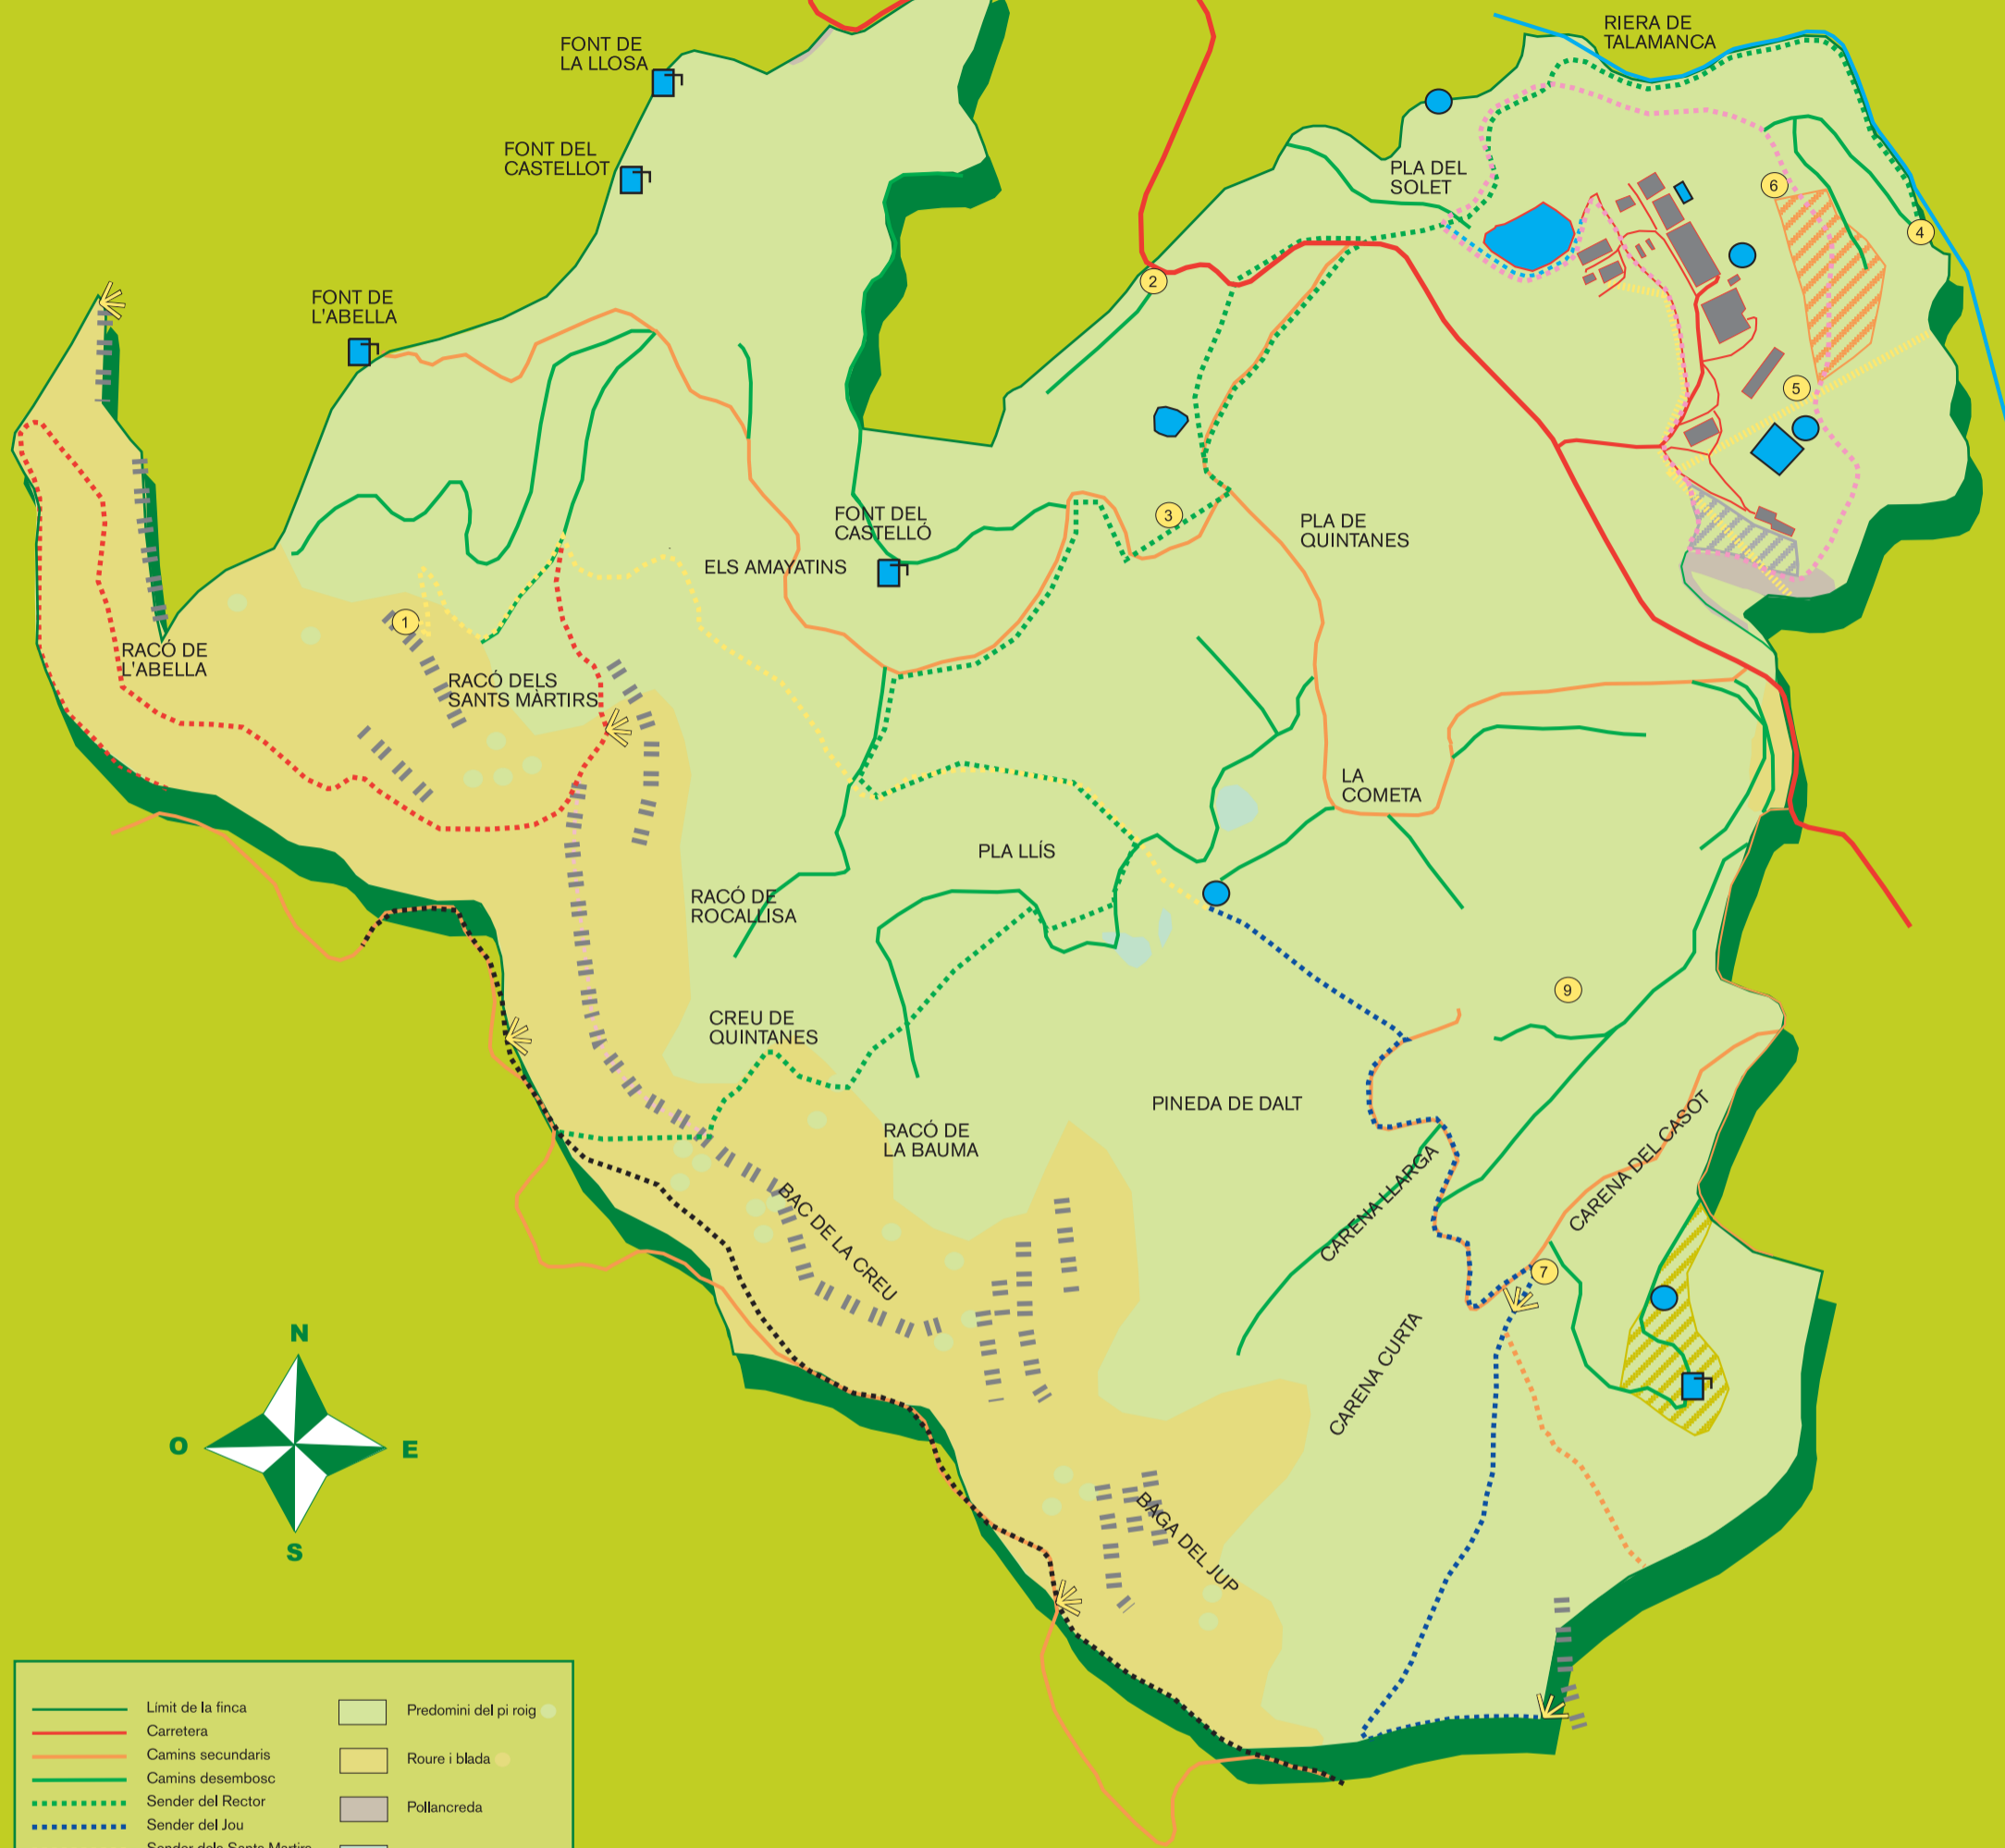 FONT DE
LA LLOSA
RIERA DE
TALAMANCA
FONT DEL
CASTELLOT
PLA DEL
SOLET
6
4
2
FONT DE
L'ABELLA
5
FONT DEL
CASTELLÓ
3
PLA DE
QUINTANES
ELS AMAYATINS
1
RACÓ DE
L'ABELLA
RACÓ DELS
SANTS MÀRTIRS
LA
COMETA
PLA LLÍS
RACÓ DE
ROCALLISA
9
CREU DE
QUINTANES
PINEDA DE DALT
RACÓ DE
LA BAUMA
CARENA DEL CASOT
CARENA LLARGA
BAC DE LA CREU
7
CARENA CURTA
BAGA DEL JUP
N
O
E
S
Límit de la finca
Carretera
Camins secundaris
Camins desembosc
Sender del Rector
Sender del Jou
Sender dels Sants Martirs
Predomini del pi roig
Roure i blada
Pollancreda